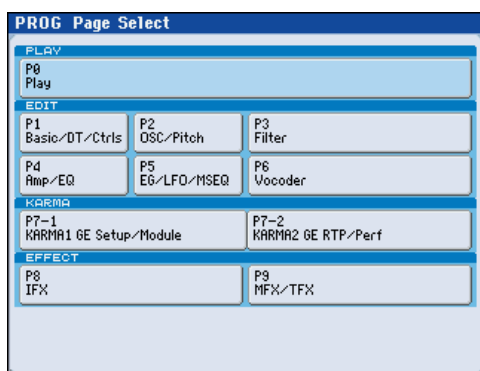 PROG Page Select
PLAY
P0
Play
EDIT
P1
Basic/DT/Ctrls
P2
OSC/Pitch
P3
Filter
P4
Amp/EQ
P5
EG/LFO/MSEQ
P6
Vocoder
KARMA
P7-1
KARMA1 GE Setup/Module
P7-2
KARMA2 GE RTP/Perf
EFFECT
P8
IFX
P9
MFX/TFX